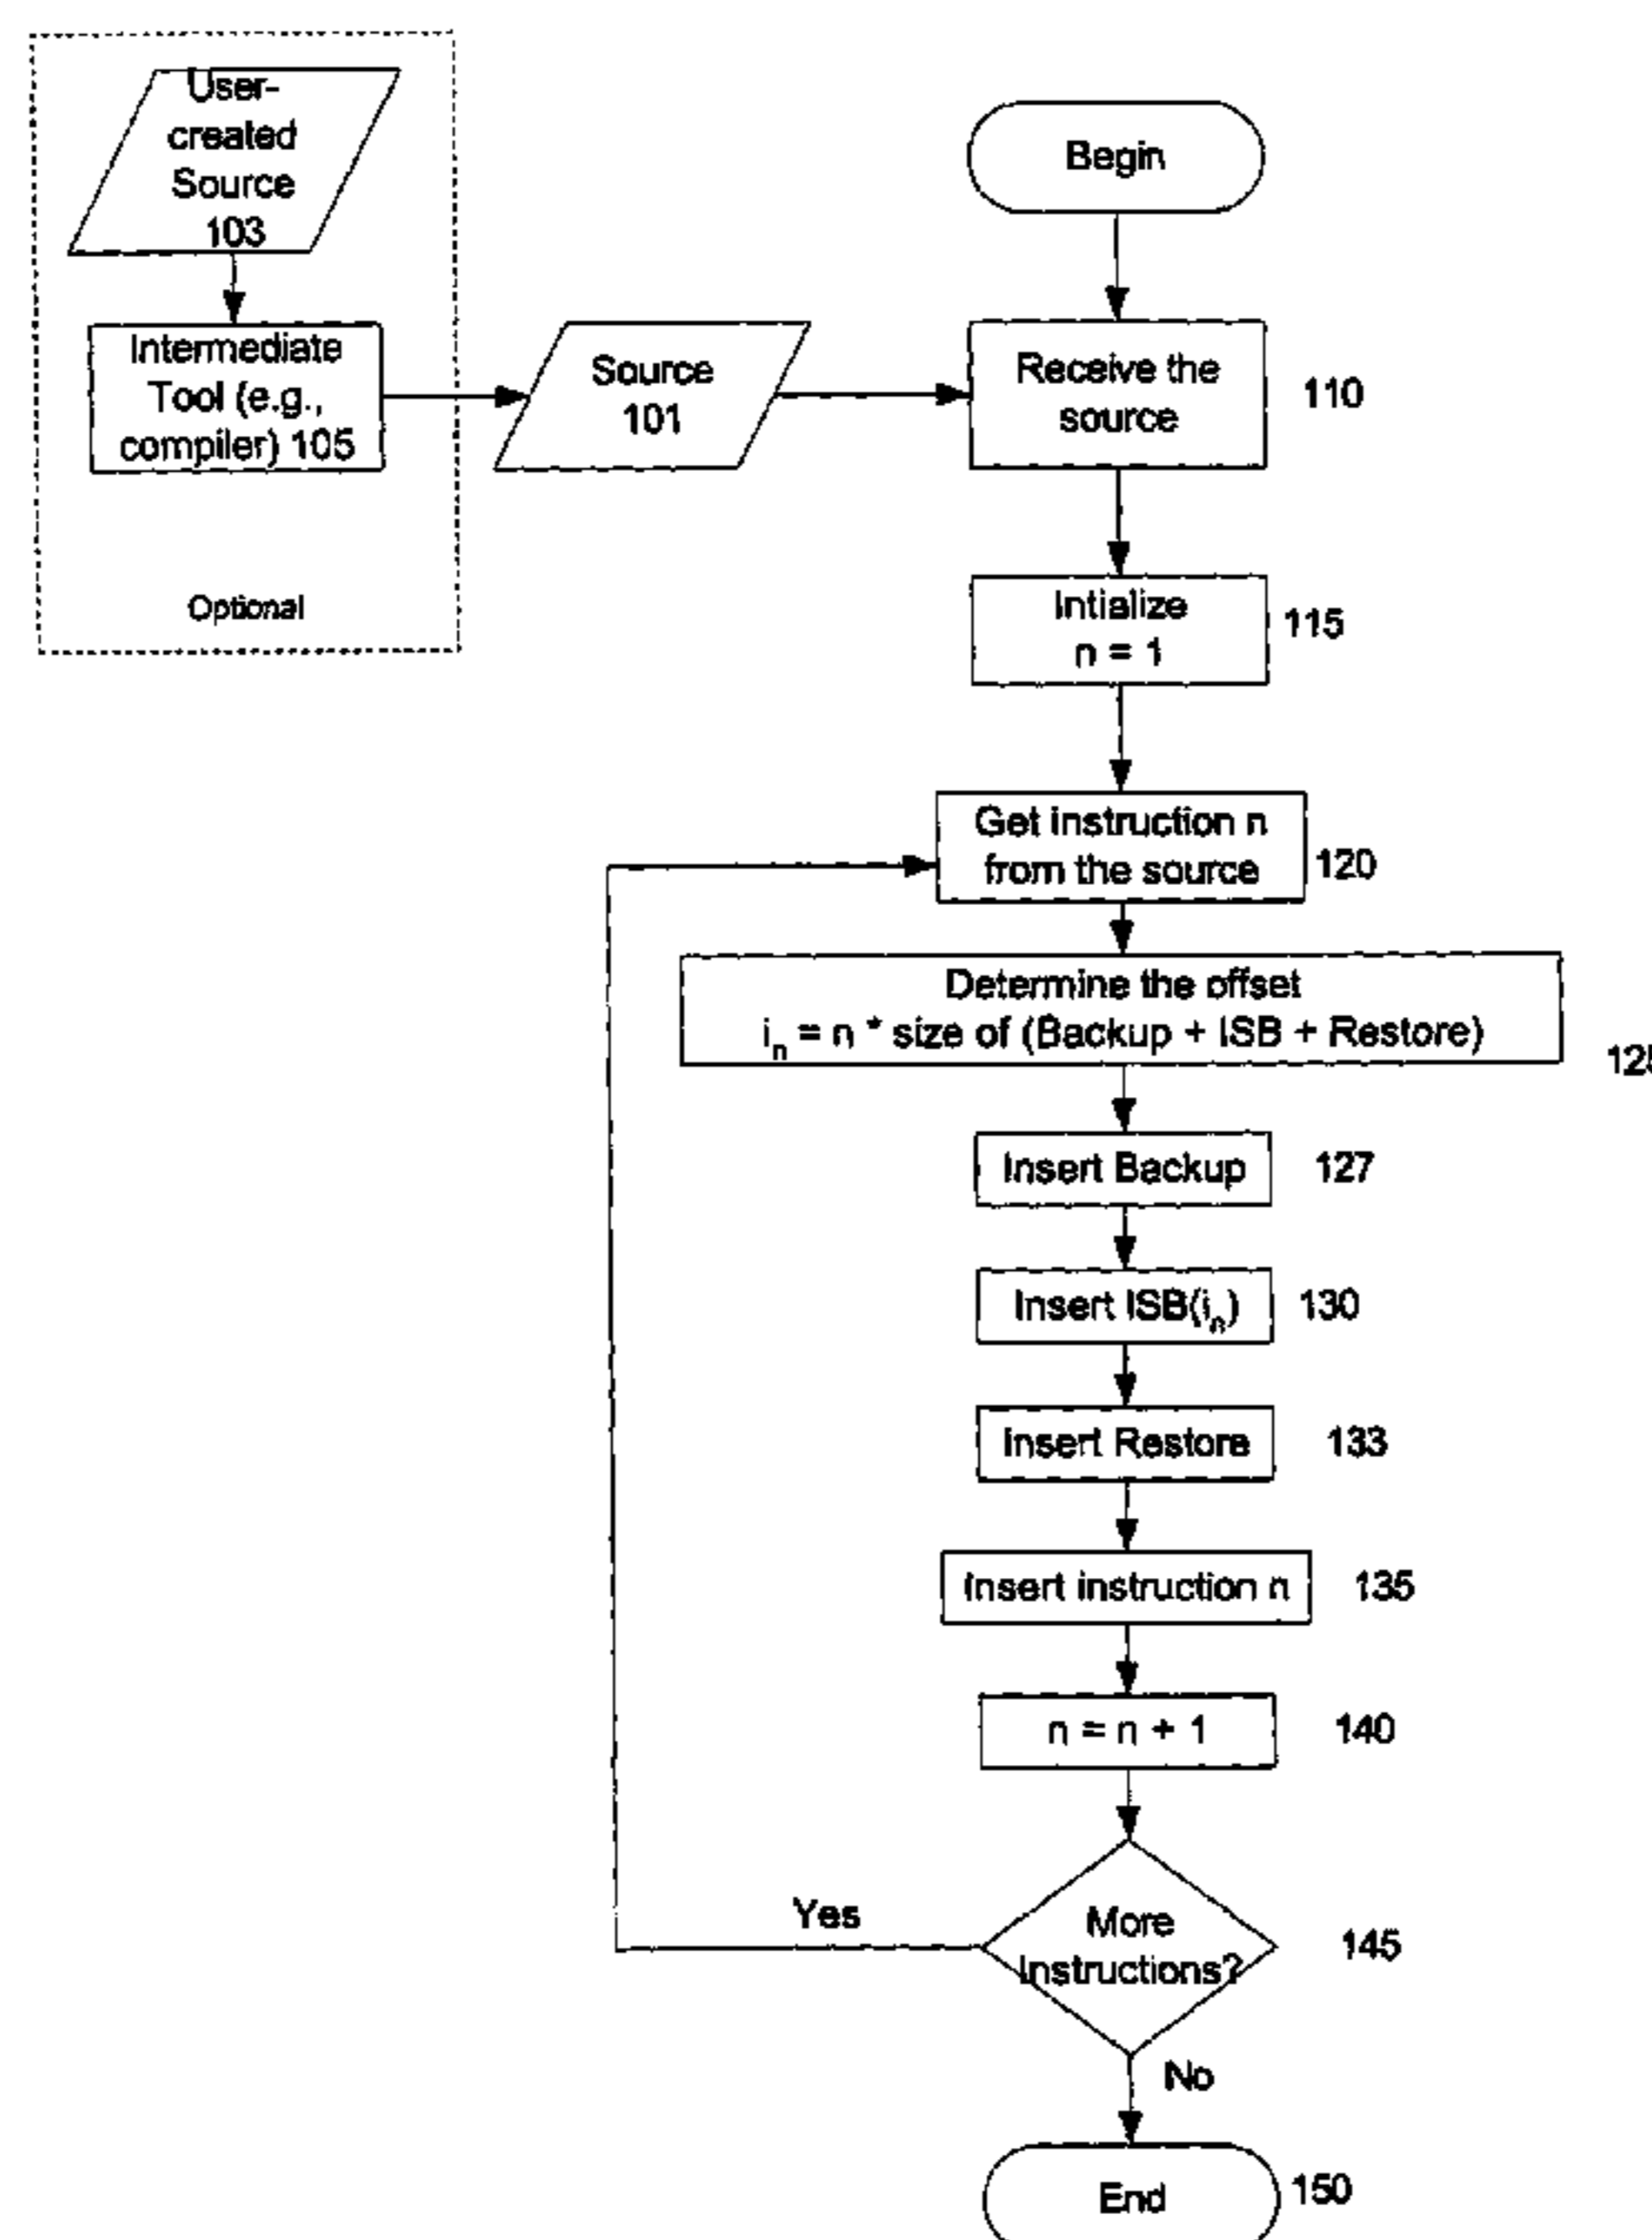 User-
created
Source
103
Intermediate
Tool (e.g.,
compiler) 105
Optional
Source
101
Begin
Receive the
source
110
Intialize
n = 1
115
Get instruction n
from the source
120
Determine the offset
iₙ = n * size of (Backup + ISB + Restore)
125
Insert Backup
127
Insert ISB(iₙ)
130
Insert Restore
133
Insert instruction n
135
n = n + 1
140
More
Instructions?
145
Yes
No
End
150